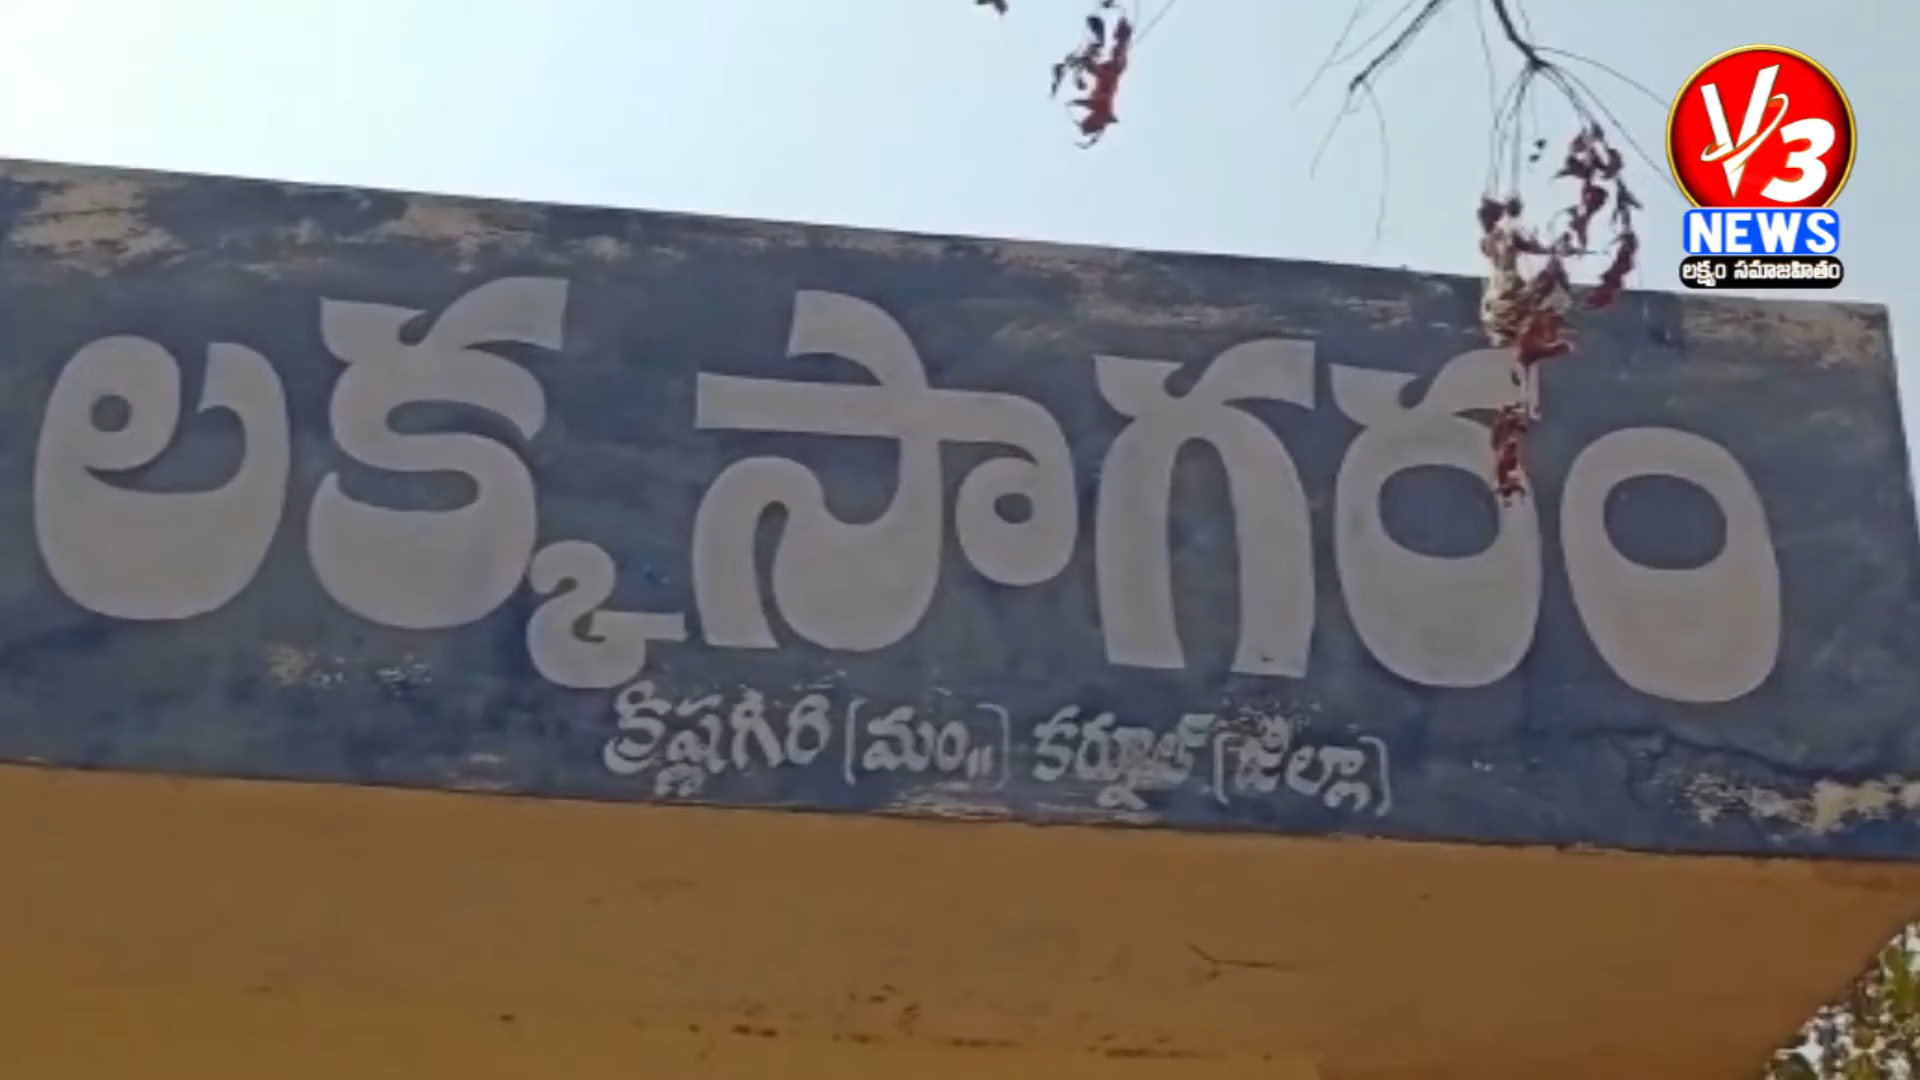 V3
NEWS
లక్ష్యం సమాజహితం
లక్కసాగరం
క్రిష్ణగిరి (మం॥) కర్నూల్ (జిల్లా)